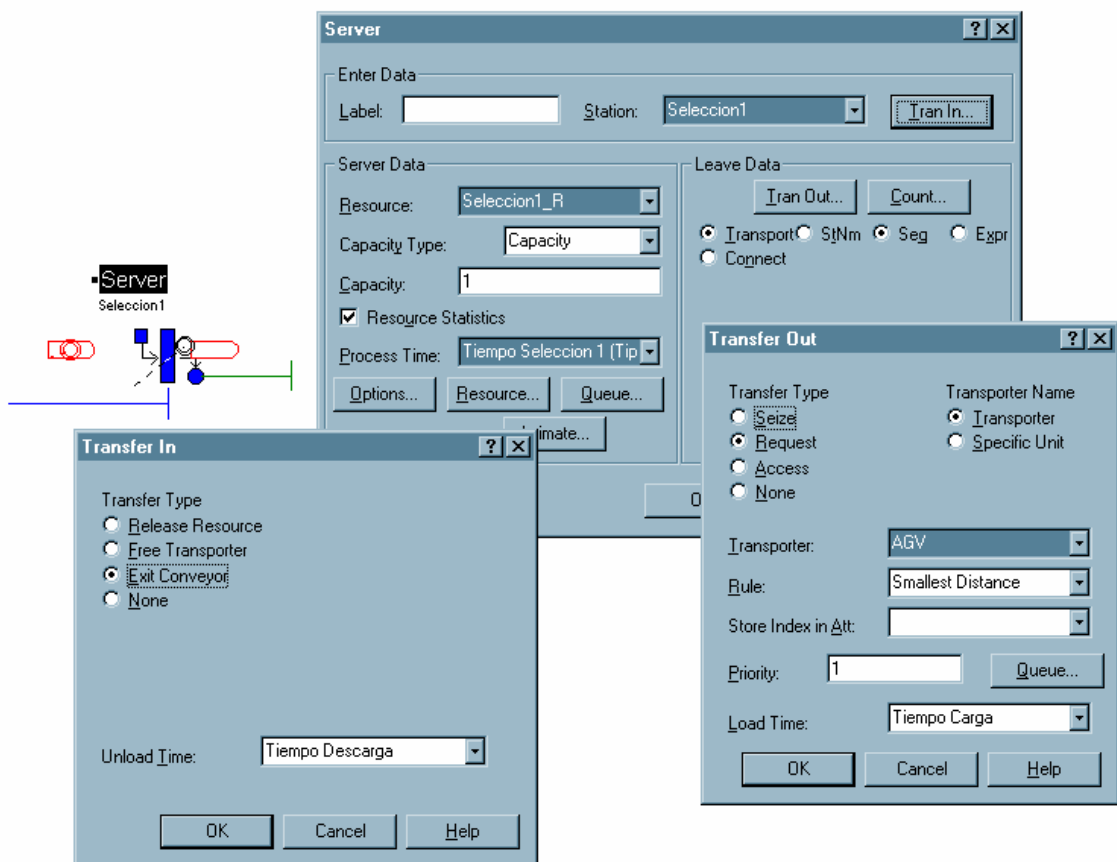 Server
Enter Data
Label: Station: Seleccion1 Tran In...
Server Data
Resource: Seleccion1_R
Capacity Type: Capacity
Capacity: 1
Resource Statistics
Process Time: Tiempo Seleccion 1 (Tip
Options... Resource... Queue...
Leave Data
Tran Out... Count...
Transport StNm Seg Expr
Connect
Server
Seleccion1
Transfer In
Transfer Type
Release Resource
Free Transporter
Exit Conveyor
None
Unload Time: Tiempo Descarga
OK Cancel Help
Transfer Out
Transfer Type Transporter Name
Seize Transporter
Request Specific Unit
Access
None
Transporter: AGV
Rule: Smallest Distance
Store Index in Att:
Priority: 1 Queue...
Load Time: Tiempo Carga
OK Cancel Help